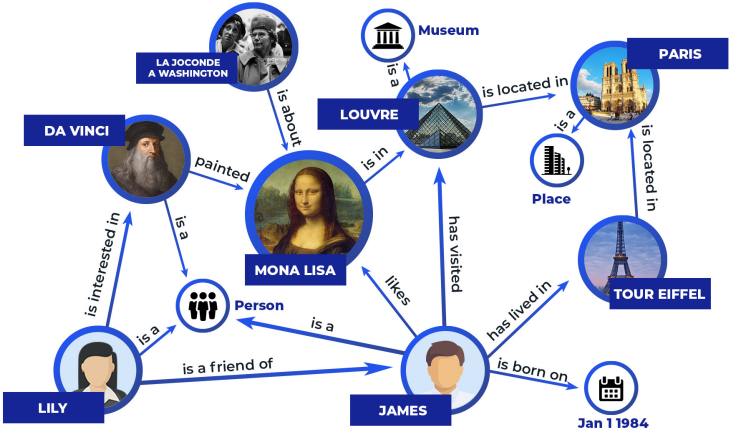 Museum
PARIS
LA JOCONDE
A WASHINGTON
is a
is located in
LOUVRE
is about
is a
DA VINCI
painted
is in
is located in
Place
is a
has visited
MONA LISA
is interested in
likes
has lived in
TOUR EIFFEL
Person
is a
is a
is a friend of
is born on
LILY
JAMES
Jan 1 1984